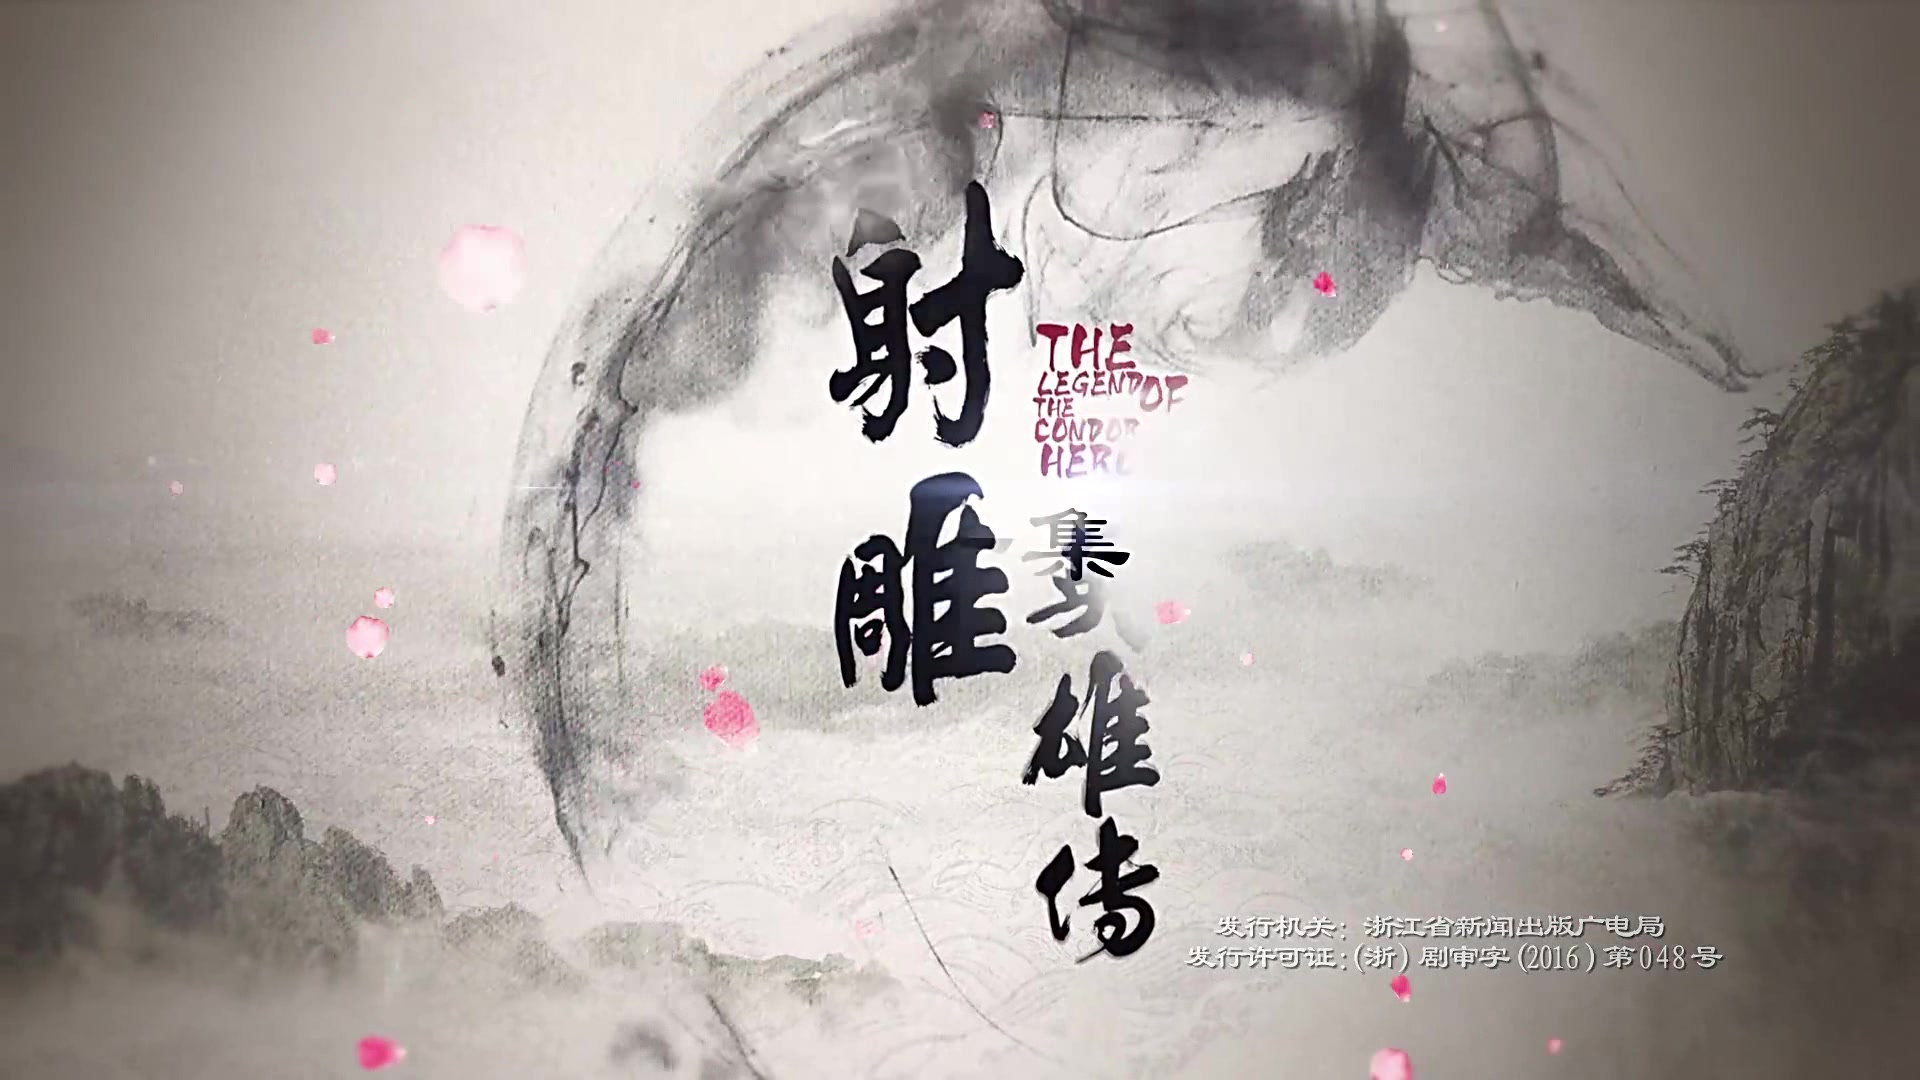 射雕
THE
LEGEND OF
THE
CONDOR
HERO
集
英雄传
发行机关：浙江省新闻出版广电局
发行许可证：(浙)剧审字(2016)第048号